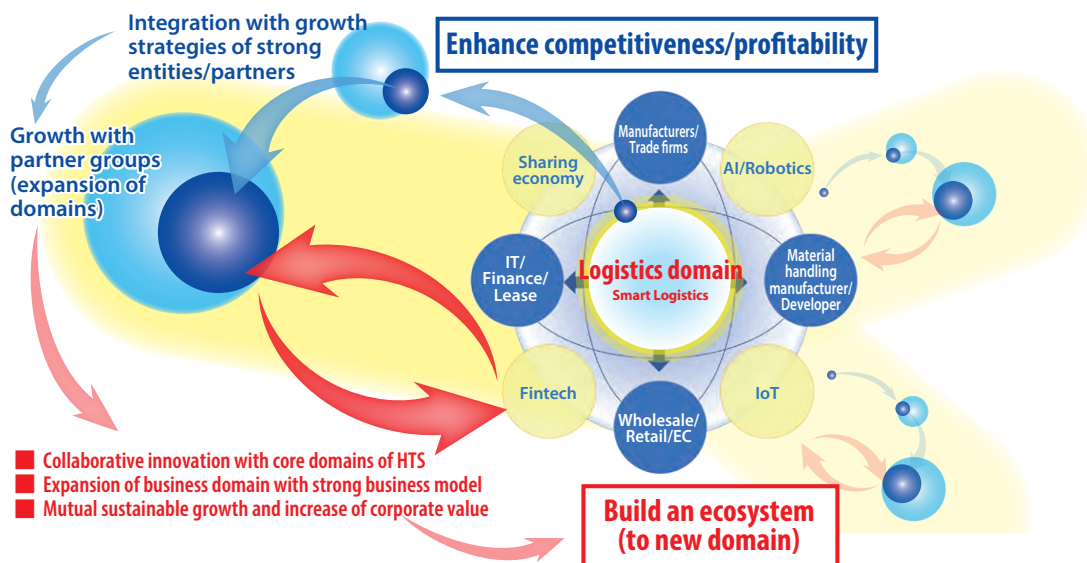 Integration with growth
strategies of strong
entities/partners
Enhance competitiveness/profitability
Growth with
partner groups
(expansion of
domains)
Manufacturers/
Trade firms
Sharing
economy
AI/Robotics
IT/
Finance/
Lease
Logistics domain
Smart Logistics
Material
handling
manufacturer/
Developer
Fintech
IoT
Wholesale/
Retail/EC
■ Collaborative innovation with core domains of HTS
■ Expansion of business domain with strong business model
■ Mutual sustainable growth and increase of corporate value
Build an ecosystem
(to new domain)